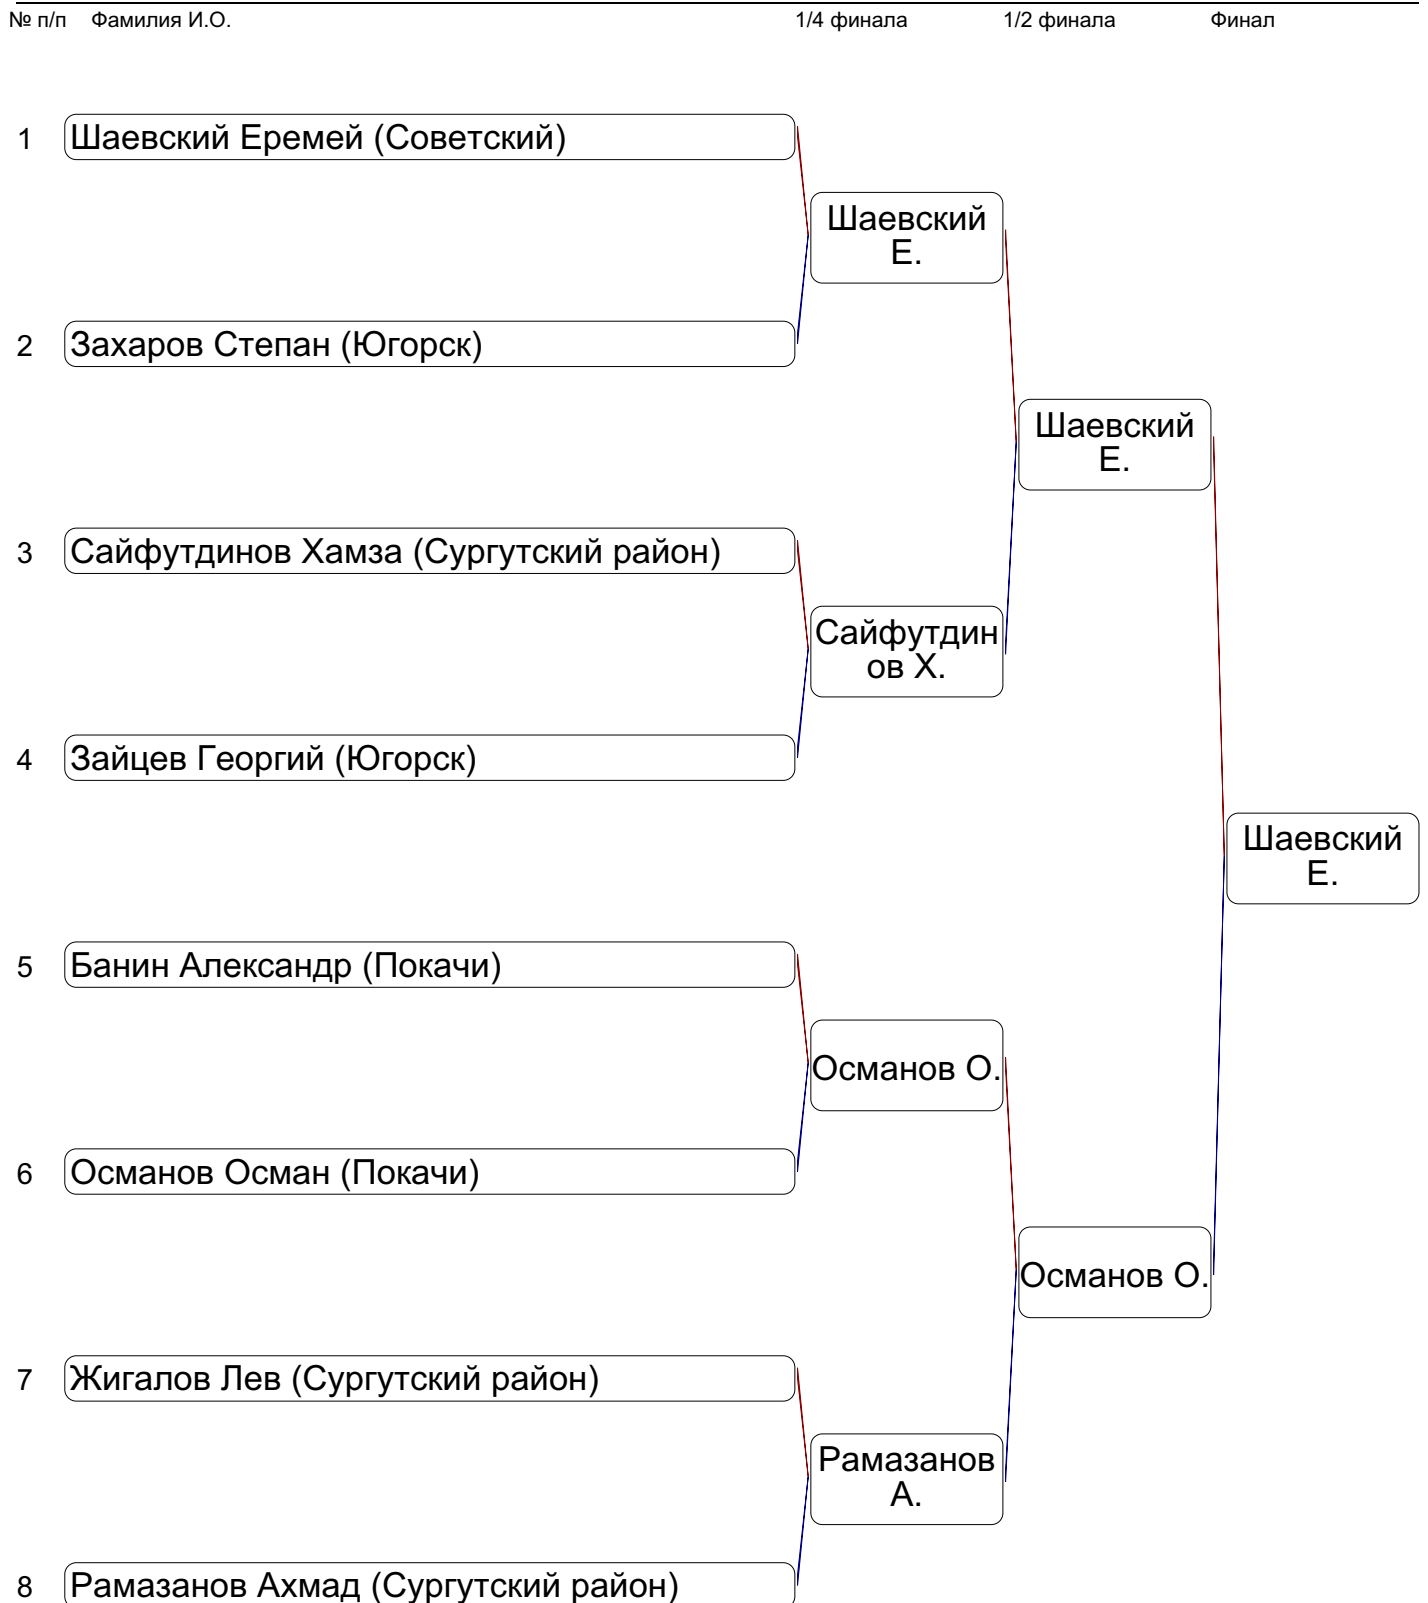 № п/п Фамилия И.О. 1/4 финала 1/2 финала Финал
1 Шаевский Еремей (Советский)
Шаевский
Е.
2 Захаров Степан (Югорск)
Шаевский
Е.
3 Сайфутдинов Хамза (Сургутский район)
Сайфутдин
ов Х.
4 Зайцев Георгий (Югорск)
Шаевский
Е.
5 Банин Александр (Покачи)
Османов О.
6 Османов Осман (Покачи)
Османов О.
7 Жигалов Лев (Сургутский район)
Рамазанов
А.
8 Рамазанов Ахмад (Сургутский район)